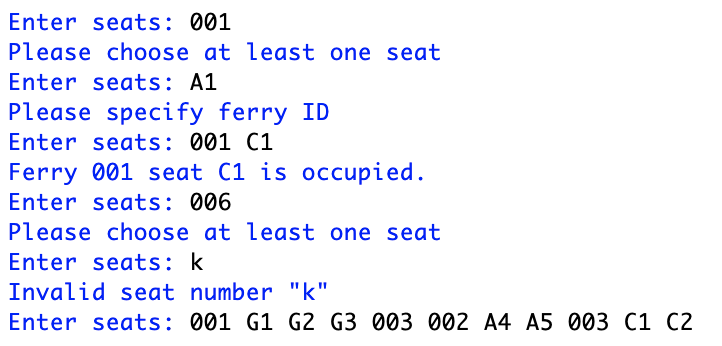 Enter seats: 001
Please choose at least one seat
Enter seats: A1
Please specify ferry ID
Enter seats: 001 C1
Ferry 001 seat C1 is occupied.
Enter seats: 006
Please choose at least one seat
Enter seats: k
Invalid seat number "k"
Enter seats: 001 G1 G2 G3 003 002 A4 A5 003 C1 C2